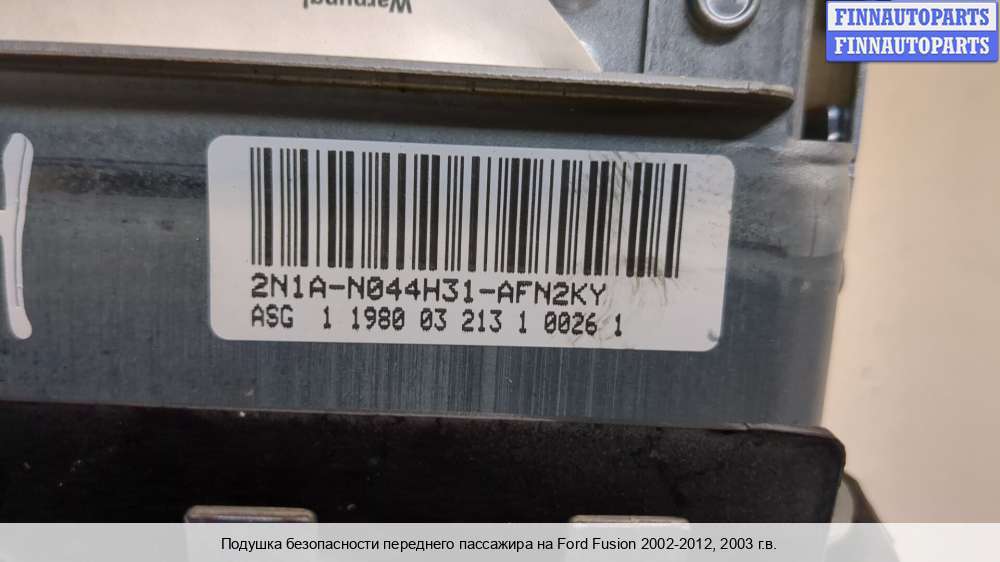 Warnung!
FINNAUTOPARTS
FINNAUTOPARTS
2N1A-N044H31-AFN2KY
ASG 1 1980 03 213 1 0026 1
Подушка безопасности переднего пассажира на Ford Fusion 2002-2012, 2003 г.в.